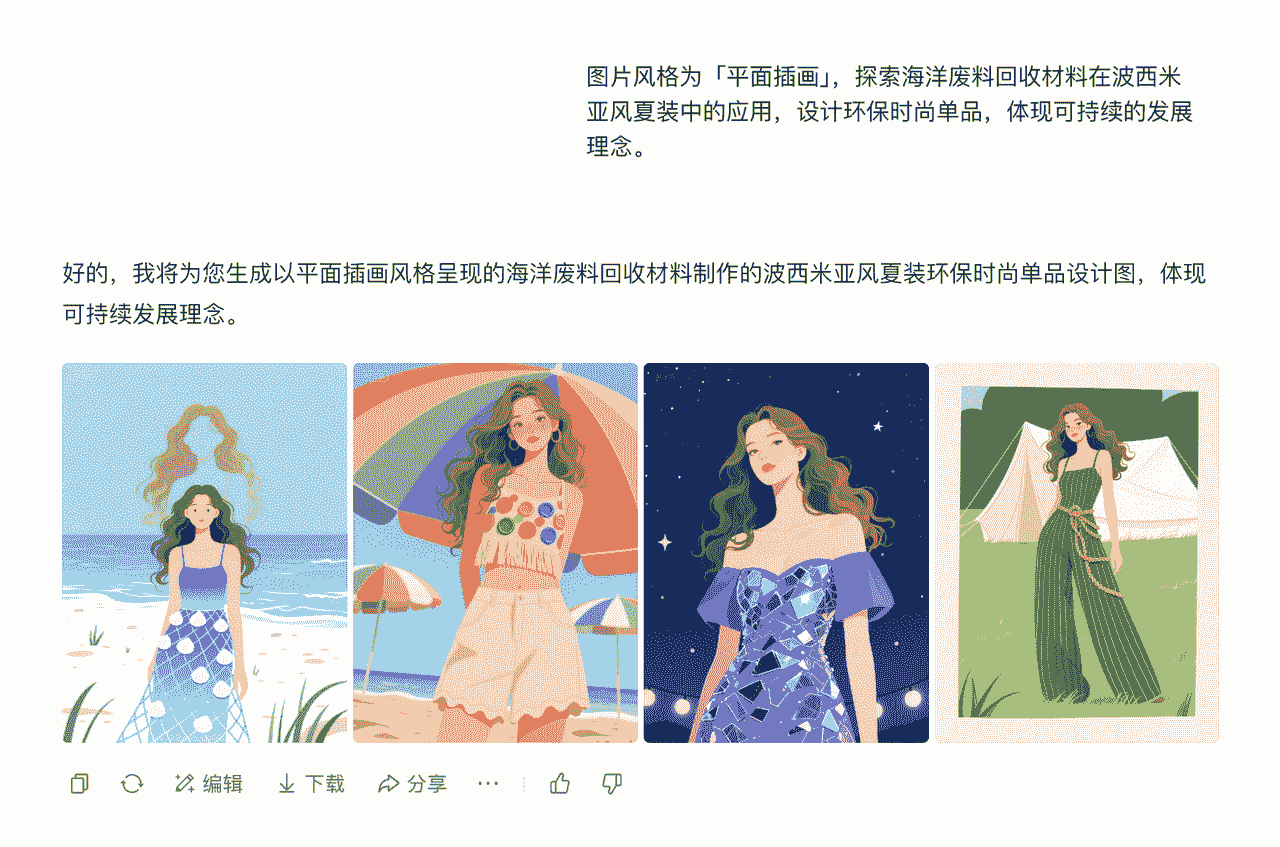 图片风格为「平面插画」，探索海洋废料回收材料在波西米
亚风夏装中的应用，设计环保时尚单品，体现可持续的发展
理念。
好的，我将为您生成以平面插画风格呈现的海洋废料回收材料制作的波西米亚风夏装环保时尚单品设计图，体现
可持续发展理念。
编辑 下载 分享